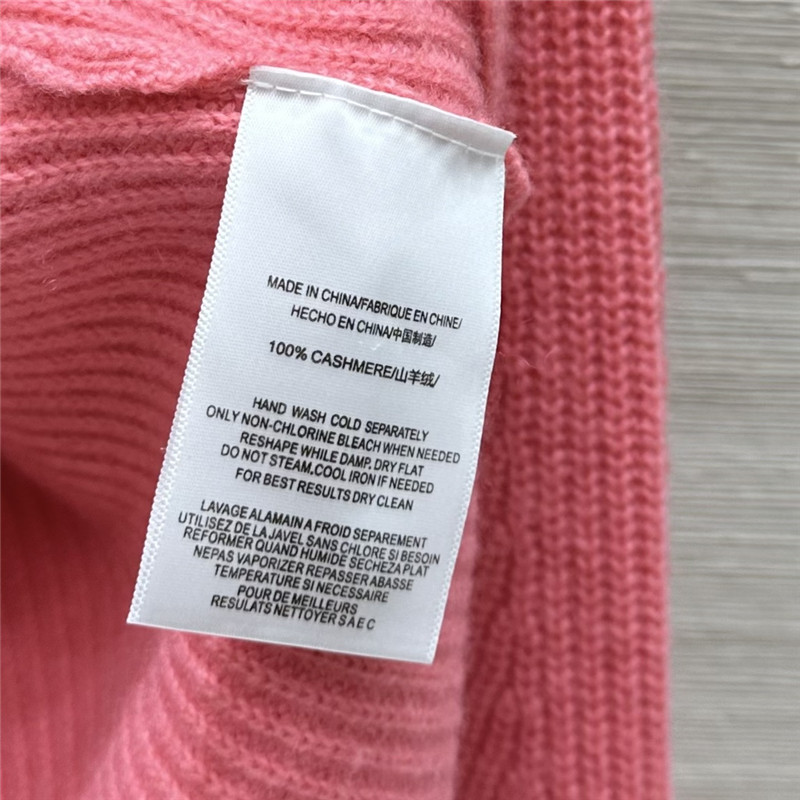 MADE IN CHINA/FABRIQUE EN CHINE/
HECHO EN CHINA/中国制造/
100% CASHMERE/山羊绒/
HAND WASH COLD SEPARATELY
ONLY NON-CHLORINE BLEACH WHEN NEEDED
RESHAPE WHILE DAMP, DRY FLAT
DO NOT STEAM,COOL IRON IF NEEDED
FOR BEST RESULTS DRY CLEAN
LAVAGE ALAMAIN A FROID SEPAREMENT
UTILISEZ DE LA JAVEL SANS CHLORE SI BESOIN
REFORMER QUAND HUMIDE SECHEZA PLAT
NEPAS VAPORIZER REPASSER ABASSE
TEMPERATURE SI NECESSAIRE
POUR DE MEILLEURS
RESULATS NETTOYER S A E C